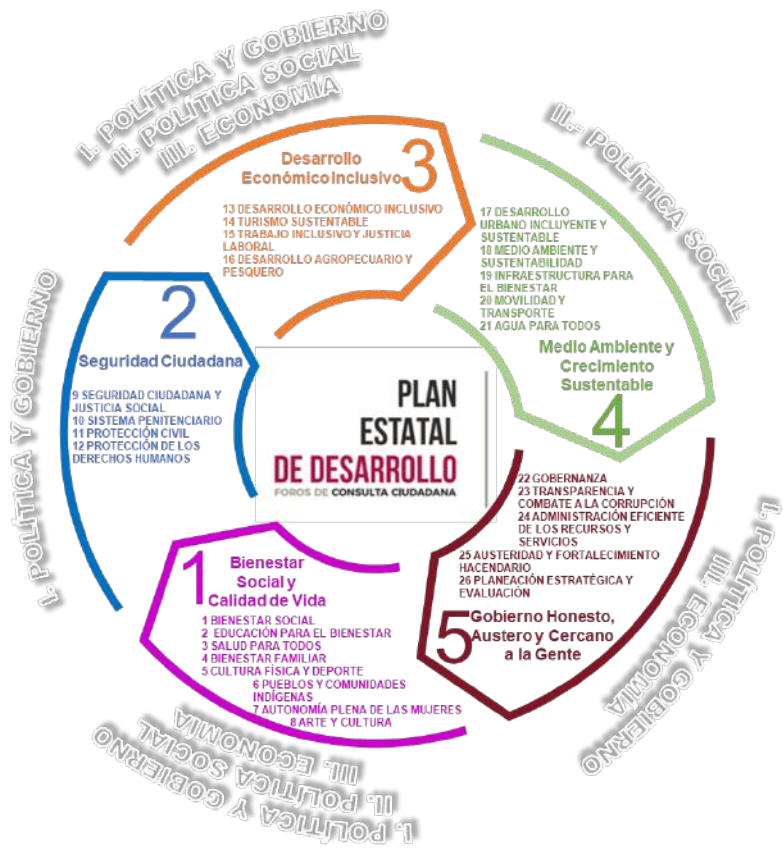 I. POLÍTICA Y GOBIERNO
II. POLÍTICA SOCIAL
III. ECONOMÍA
3
Desarrollo
Económico Inclusivo
13 DESARROLLO ECONÓMICO INCLUSIVO
14 TURISMO SUSTENTABLE
15 TRABAJO INCLUSIVO Y JUSTICIA
LABORAL
16 DESARROLLO AGROPECUARIO Y
PESQUERO
II.- POLÍTICA SOCIAL
17 DESARROLLO
URBANO INCLUYENTE Y
SUSTENTABLE
18 MEDIO AMBIENTE Y
SUSTENTABILIDAD
19 INFRAESTRUCTURA PARA
EL BIENESTAR
20 MOVILIDAD Y
TRANSPORTE
21 AGUA PARA TODOS
Medio Ambiente y
Crecimiento
Sustentable
4
I. POLÍTICA Y GOBIERNO
2
Seguridad Ciudadana
9 SEGURIDAD CIUDADANA Y
JUSTICIA SOCIAL
10 SISTEMA PENITENCIARIO
11 PROTECCIÓN CIVIL
12 PROTECCIÓN DE LOS
DERECHOS HUMANOS
PLAN
ESTATAL
DE DESARROLLO
FOROS DE CONSULTA CIUDADANA
22 GOBERNANZA
23 TRANSPARENCIA Y
COMBATE A LA CORRUPCIÓN
24 ADMINISTRACIÓN EFICIENTE
DE LOS RECURSOS Y
SERVICIOS
25 AUSTERIDAD Y FORTALECIMIENTO
HACENDARIO
26 PLANEACIÓN ESTRATÉGICA Y
EVALUACIÓN
5
Gobierno Honesto,
Austero y Cercano
a la Gente
I. POLÍTICA Y GOBIERNO
III. ECONOMÍA
1
Bienestar
Social y
Calidad de Vida
1 BIENESTAR SOCIAL
2 EDUCACIÓN PARA EL BIENESTAR
3 SALUD PARA TODOS
4 BIENESTAR FAMILIAR
5 CULTURA FÍSICA Y DEPORTE
6 PUEBLOS Y COMUNIDADES
INDÍGENAS
7 AUTONOMÍA PLENA DE LAS MUJERES
8 ARTE Y CULTURA
I. POLÍTICA Y GOBIERNO
II. POLÍTICA SOCIAL
III. ECONOMÍA